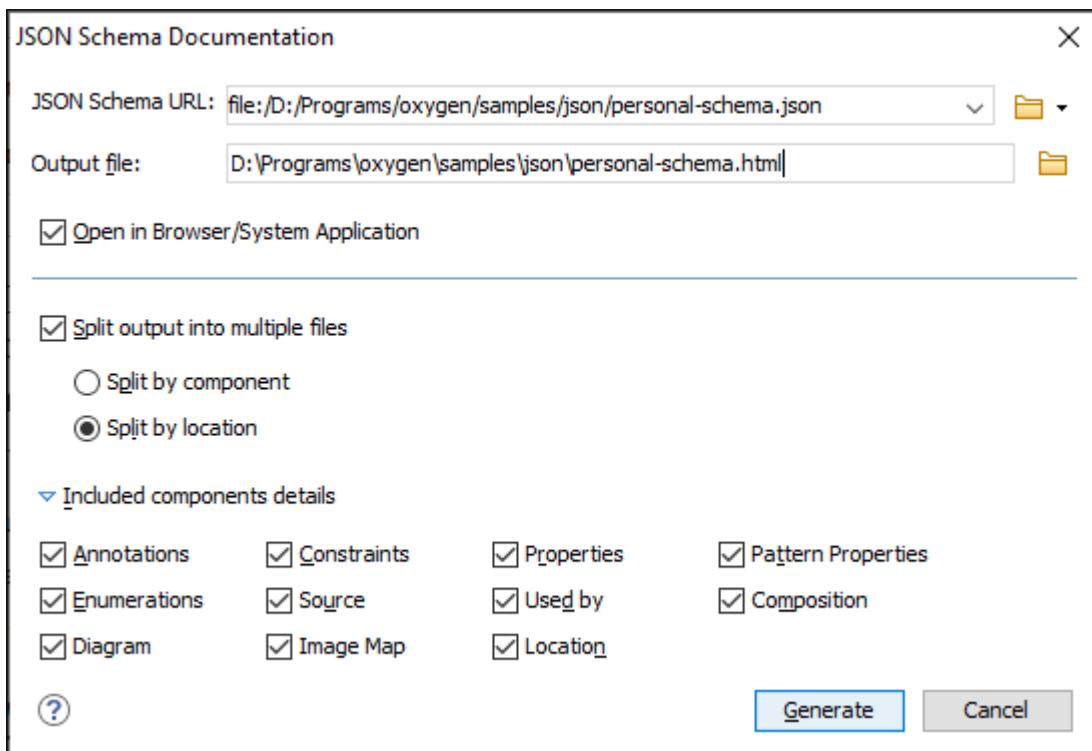 JSON Schema Documentation
JSON Schema URL: file:/D:/Programs/oxygen/samples/json/personal-schema.json
Output file: D:\Programs\oxygen\samples\json\personal-schema.html
Open in Browser/System Application
Split output into multiple files
Split by component
Split by location
Included components details
Annotations Constraints Properties Pattern Properties
Enumerations Source Used by Composition
Diagram Image Map Location
? Generate Cancel